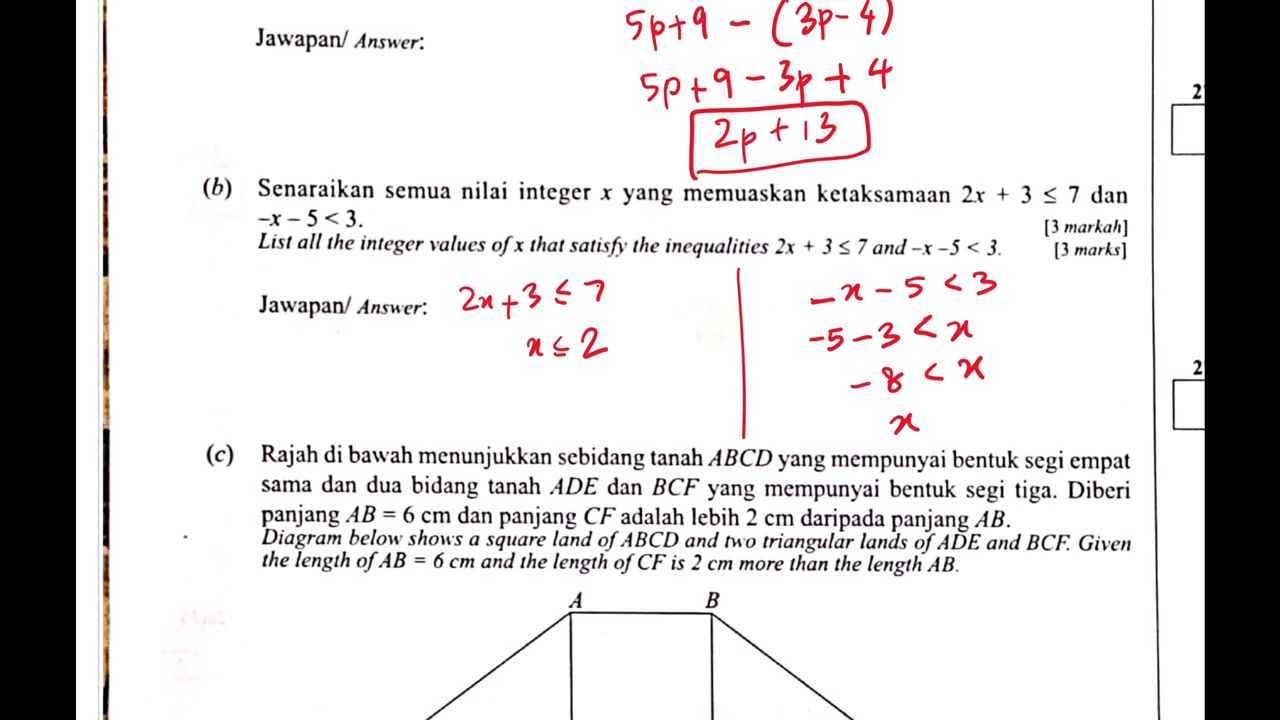 5p+9 - (3p-4)
Jawapan/ Answer:
5p+9-3p+4
2
2p+13
(b) Senaraikan semua nilai integer x yang memuaskan ketaksamaan 2x + 3 ≤ 7 dan
–x – 5 < 3. [3 markah]
List all the integer values of x that satisfy the inequalities 2x + 3 ≤ 7 and –x –5 < 3. [3 marks]
Jawapan/ Answer: 2x+3 ≤ 7
x ≤ 2
-x-5<3
-5-3<x
-8<x
x
2
(c) Rajah di bawah menunjukkan sebidang tanah ABCD yang mempunyai bentuk segi empat
sama dan dua bidang tanah ADE dan BCF yang mempunyai bentuk segi tiga. Diberi
panjang AB = 6 cm dan panjang CF adalah lebih 2 cm daripada panjang AB.
Diagram below shows a square land of ABCD and two triangular lands of ADE and BCF. Given
the length of AB = 6 cm and the length of CF is 2 cm more than the length AB.
A B